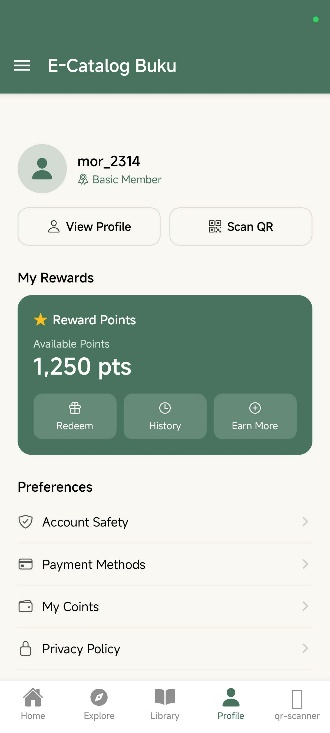 E-Catalog Buku
mor_2314
Basic Member
View Profile
Scan QR
My Rewards
Reward Points
Available Points
1,250 pts
Redeem
History
Earn More
Preferences
Account Safety
Payment Methods
My Coints
Privacy Policy
Home
Explore
Library
Profile
qr-scanner